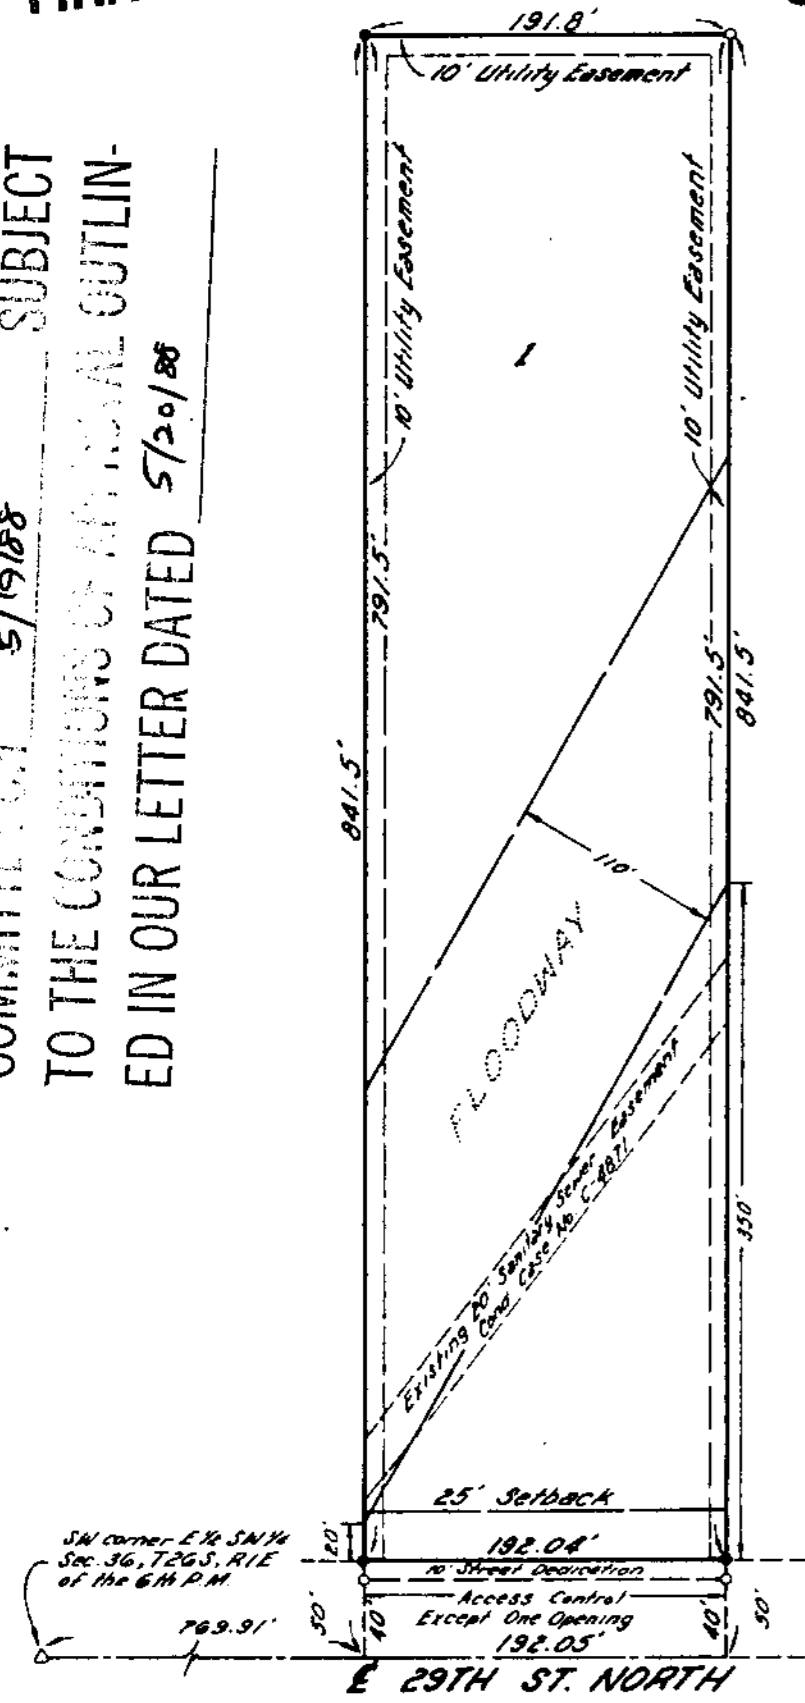 191.8'
10' Utility Easement
SUBJECT
5/19/88
TO THE CONDITIONS OF APPROVAL OUTLIN-
ED IN OUR LETTER DATED 5/20/88
10' Utility Easement
10' Utility Easement
1
791.5'
791.5'
841.5'
841.5'
110'
FLOODWAY
Existing 20' Sanitary Sewer Easement
Cond. Case No. C-4871
350'
25' Setback
20'
192.04'
SW corner E½ SW¼
Sec. 36, T26S, R1E
of the 6th P.M.
10' Street Dedication
Access Control
Except One Opening
50'
40'
40'
50'
769.91'
192.05'
℄ 29TH ST. NORTH